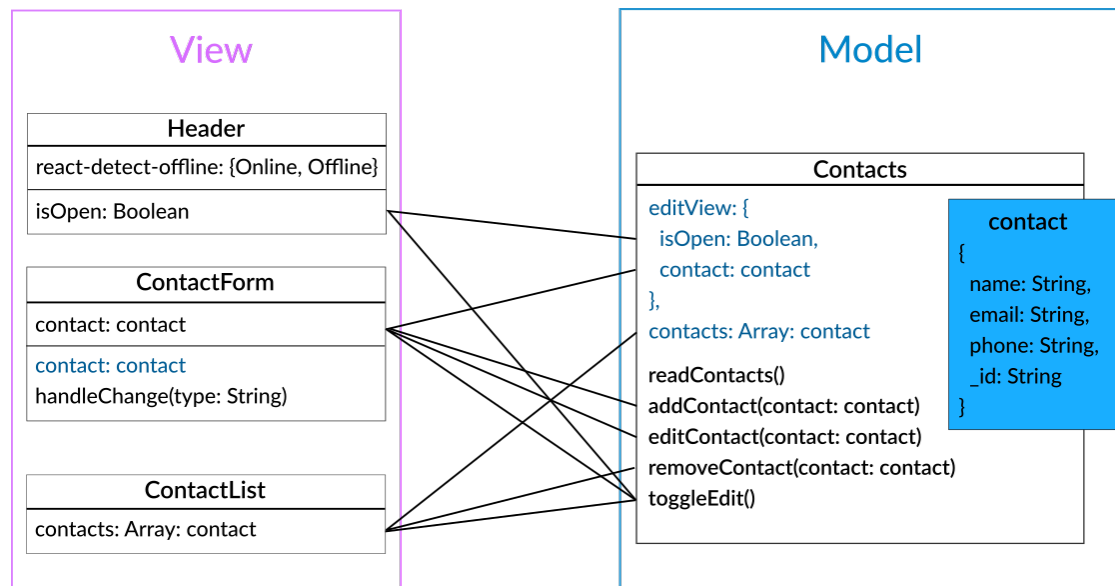 View
Header
react-detect-offline: {Online, Offline}
isOpen: Boolean
ContactForm
contact: contact
contact: contact
handleChange(type: String)
ContactList
contacts: Array: contact
Model
Contacts
editView: {
isOpen: Boolean,
contact: contact
},
contacts: Array: contact
readContacts()
addContact(contact: contact)
editContact(contact: contact)
removeContact(contact: contact)
toggleEdit()
contact
{
name: String,
email: String,
phone: String,
_id: String
}